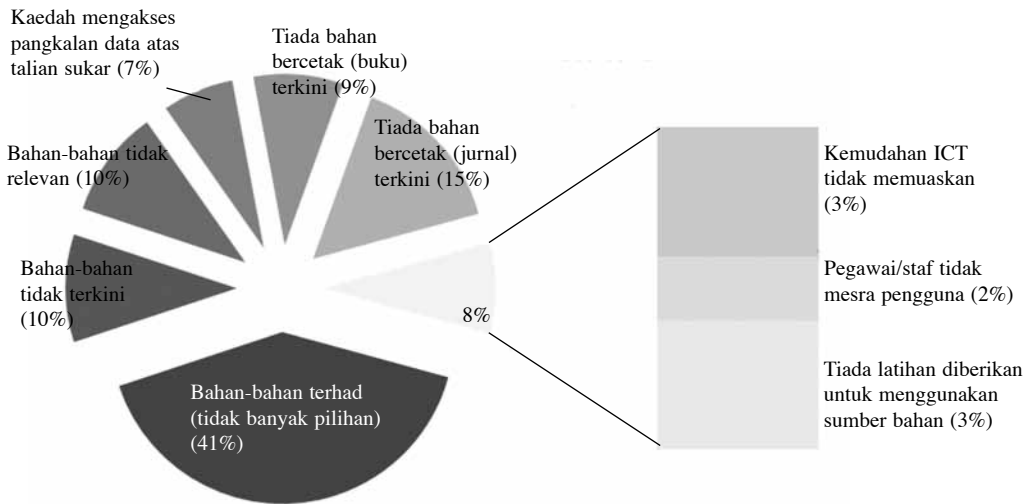 Kaedah mengakses
pangkalan data atas
talian sukar (7%)
Tiada bahan
bercetak (buku)
terkini (9%)
Tiada bahan
bercetak (jurnal)
terkini (15%)
Bahan-bahan tidak
relevan (10%)
Bahan-bahan
tidak terkini
(10%)
8%
Bahan-bahan terhad
(tidak banyak pilihan)
(41%)
Kemudahan ICT
tidak memuaskan
(3%)
Pegawai/staf tidak
mesra pengguna (2%)
Tiada latihan diberikan
untuk menggunakan
sumber bahan (3%)